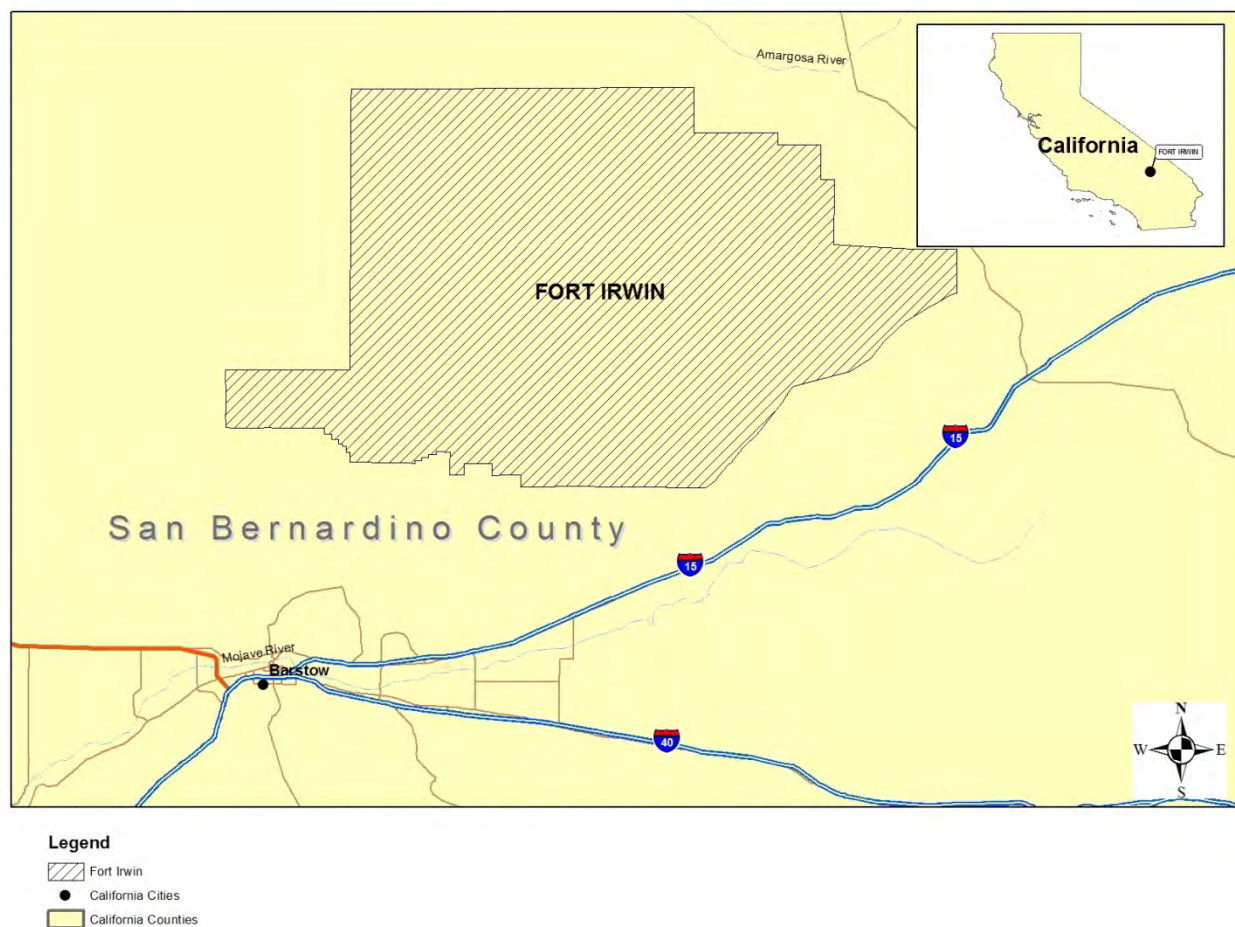 Amargosa River
California
FORT IRWIN
FORT IRWIN
15
San Bernardino County
15
Mojave River
Barstow
40
N
W E
S
Legend
Fort Irwin
California Cities
California Counties